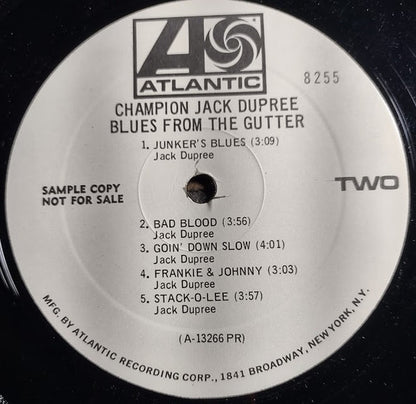 ATLANTIC
8255
CHAMPION JACK DUPREE
BLUES FROM THE GUTTER
1. JUNKER'S BLUES (3:09)
Jack Dupree
SAMPLE COPY
NOT FOR SALE
TWO
2. BAD BLOOD (3:56)
Jack Dupree
3. GOIN' DOWN SLOW (4:01)
Jack Dupree
4. FRANKIE & JOHNNY (3:03)
Jack Dupree
5. STACK-O-LEE (3:57)
Jack Dupree
(A-13266 PR)
MFG. BY ATLANTIC RECORDING CORP., 1841 BROADWAY, NEW YORK, N.Y.